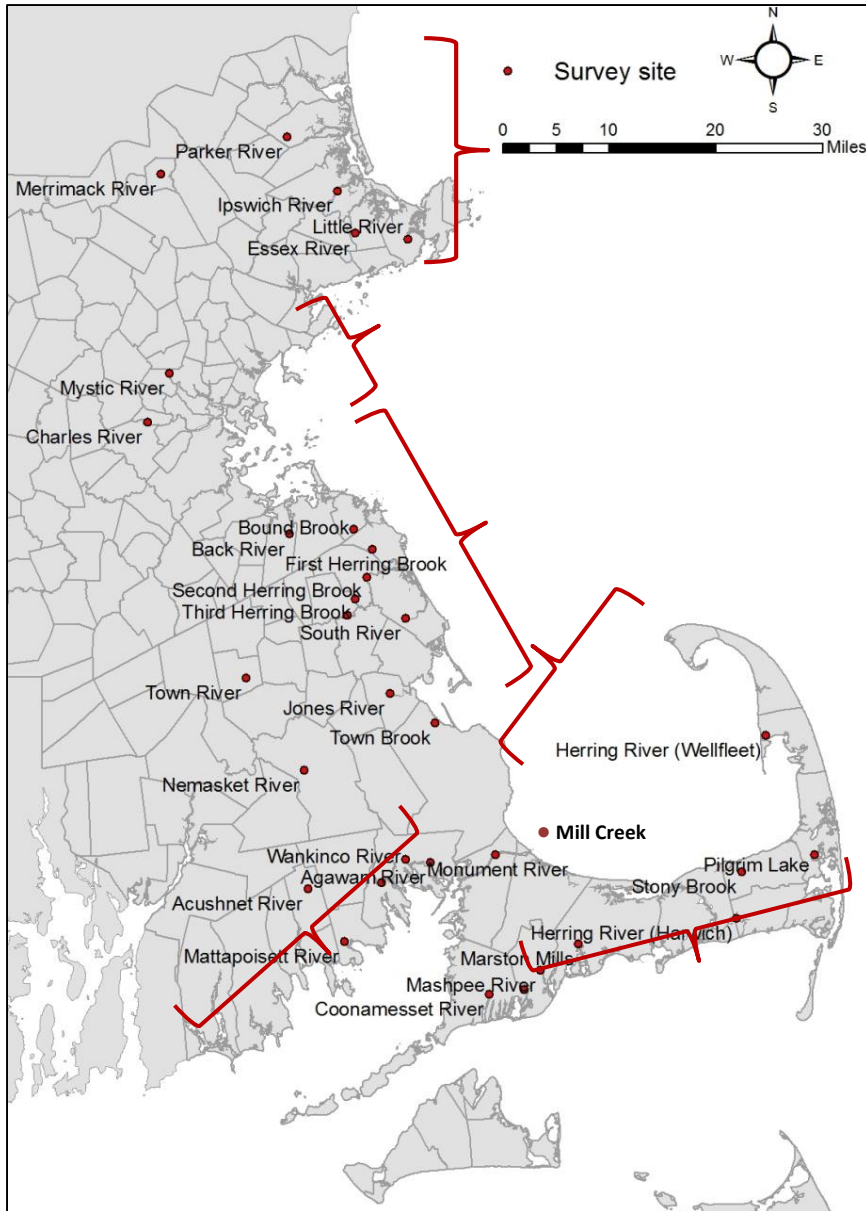 N
Survey site
W
E
S
0
5
10
20
30
Miles
Parker River
Merrimack River
Ipswich River
Little River
Essex River
Mystic River
Charles River
Bound Brook
Back River
First Herring Brook
Second Herring Brook
Third Herring Brook
South River
Town River
Jones River
Town Brook
Herring River (Wellfleet)
Nemasket River
Mill Creek
Wankinco River
Monument River
Pilgrim Lake
Agawam River
Stony Brook
Acushnet River
Herring River (Harwich)
Mattapoisett River
Marston Mills
Mashpee River
Coonamesset River